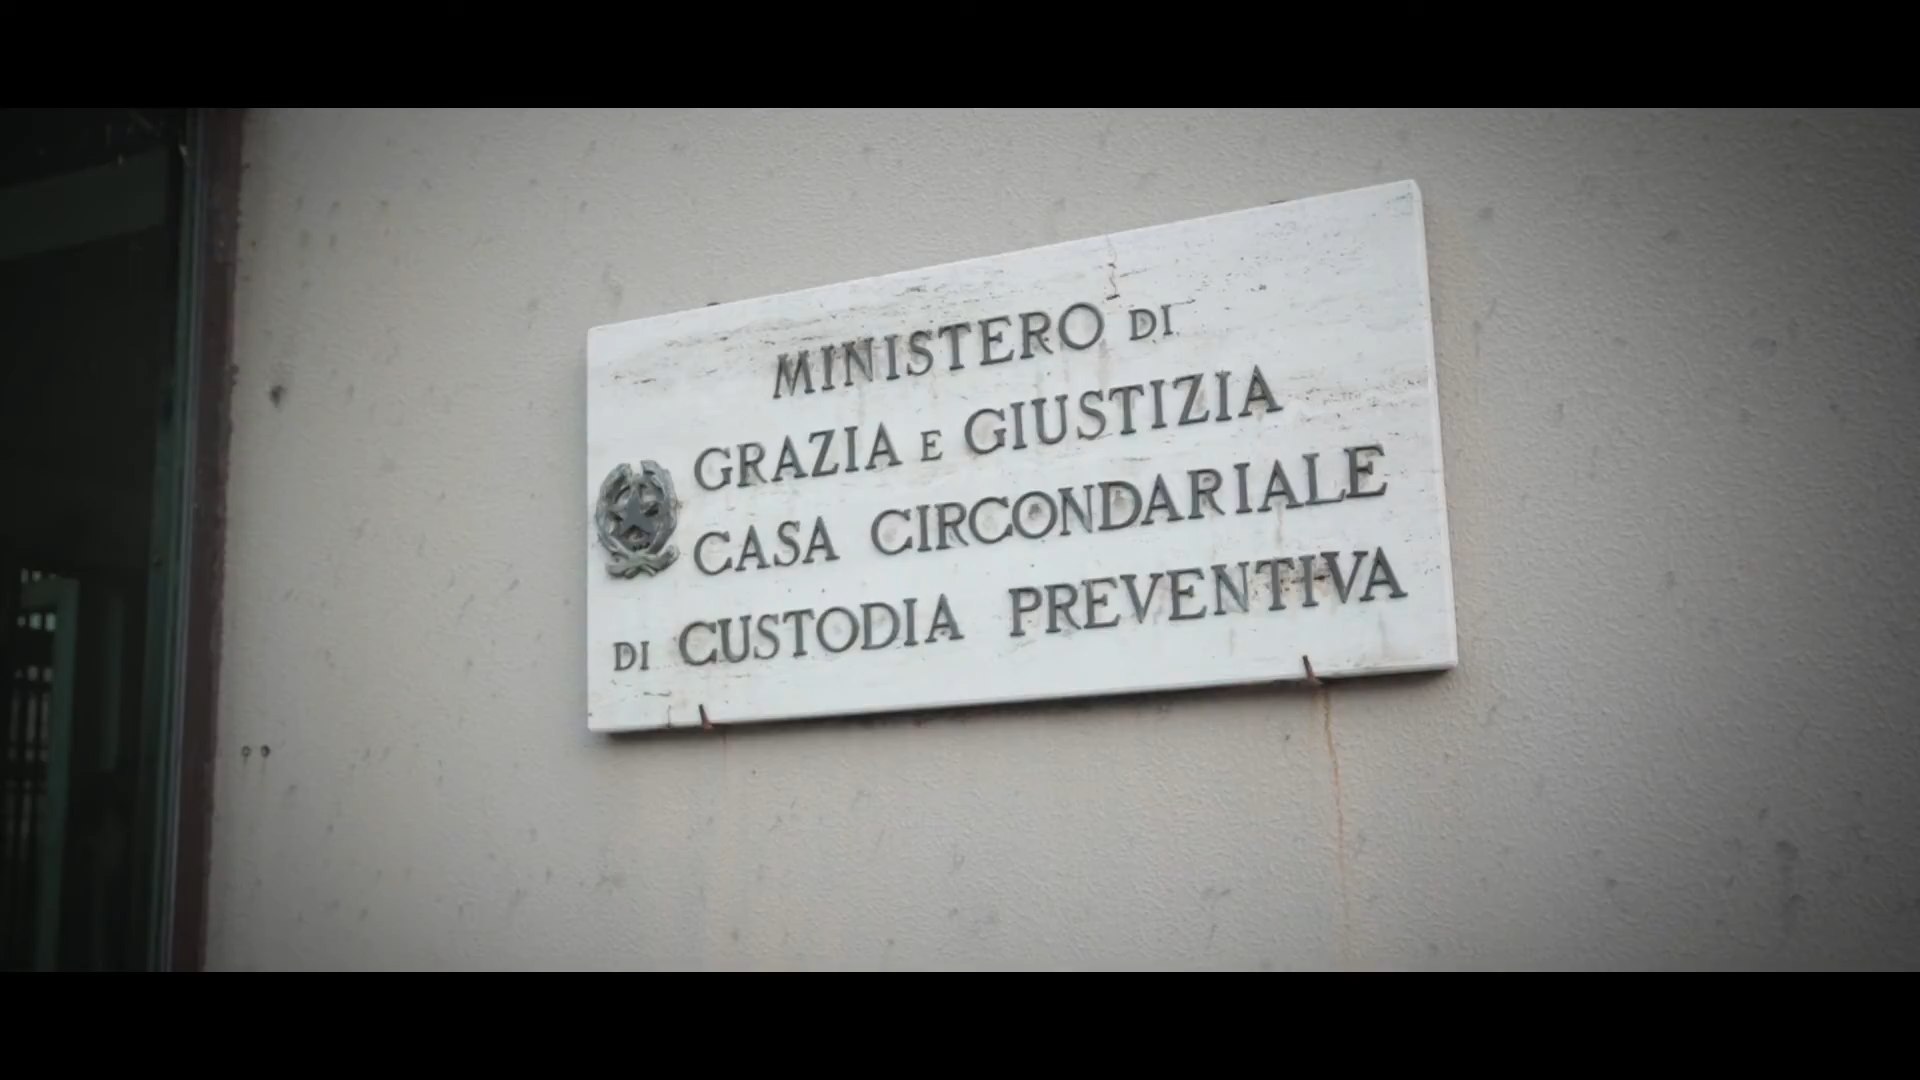 MINISTERO DI
GRAZIA E GIUSTIZIA
CASA CIRCONDARIALE
DI CUSTODIA PREVENTIVA